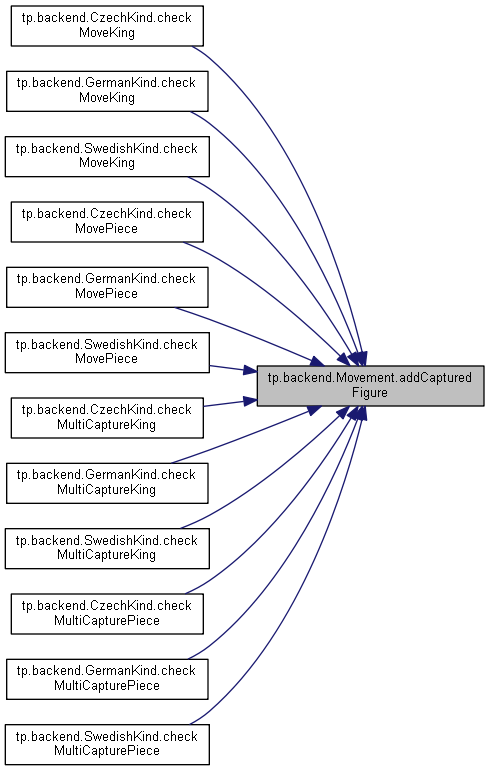 tp.backend.CzechKind.check
MoveKing
tp.backend.GermanKind.check
MoveKing
tp.backend.SwedishKind.check
MoveKing
tp.backend.CzechKind.check
MovePiece
tp.backend.GermanKind.check
MovePiece
tp.backend.SwedishKind.check
MovePiece
tp.backend.Movement.addCaptured
Figure
tp.backend.CzechKind.check
MultiCaptureKing
tp.backend.GermanKind.check
MultiCaptureKing
tp.backend.SwedishKind.check
MultiCaptureKing
tp.backend.CzechKind.check
MultiCapturePiece
tp.backend.GermanKind.check
MultiCapturePiece
tp.backend.SwedishKind.check
MultiCapturePiece